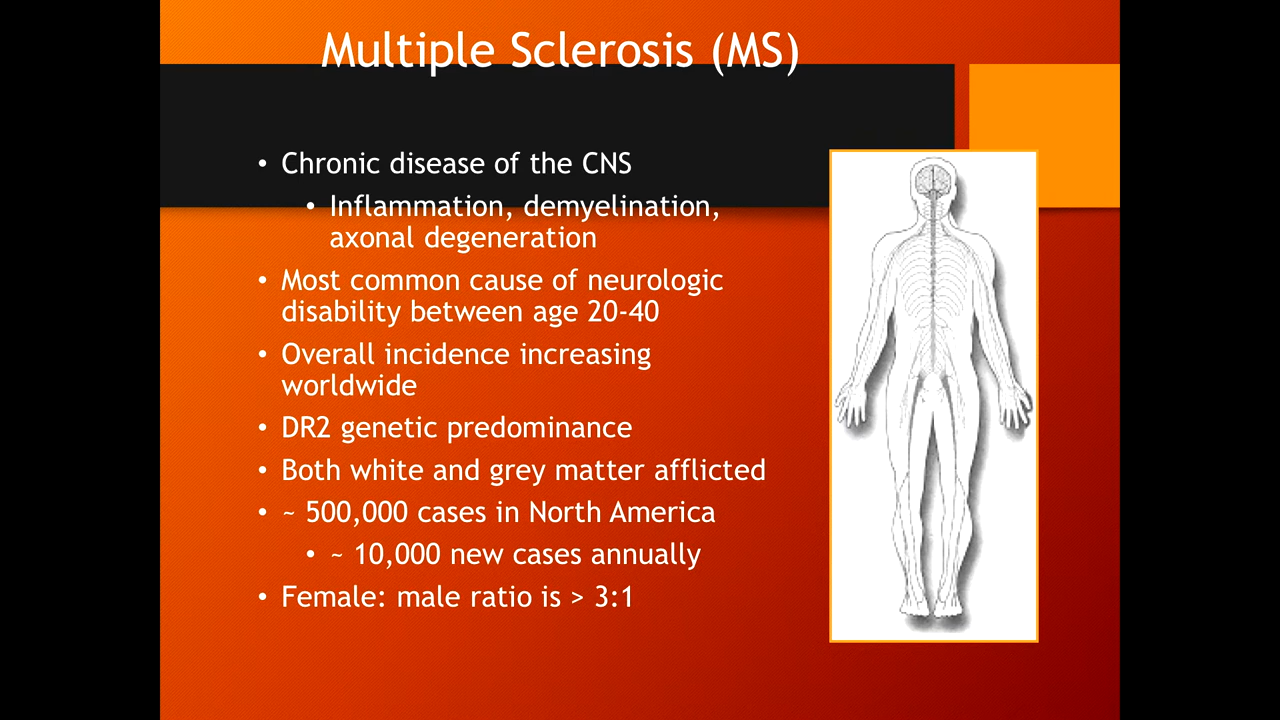 Multiple Sclerosis (MS)
• Chronic disease of the CNS
• Inflammation, demyelination,
axonal degeneration
• Most common cause of neurologic
disability between age 20-40
• Overall incidence increasing
worldwide
• DR2 genetic predominance
• Both white and grey matter afflicted
• ~ 500,000 cases in North America
• ~ 10,000 new cases annually
• Female: male ratio is > 3:1